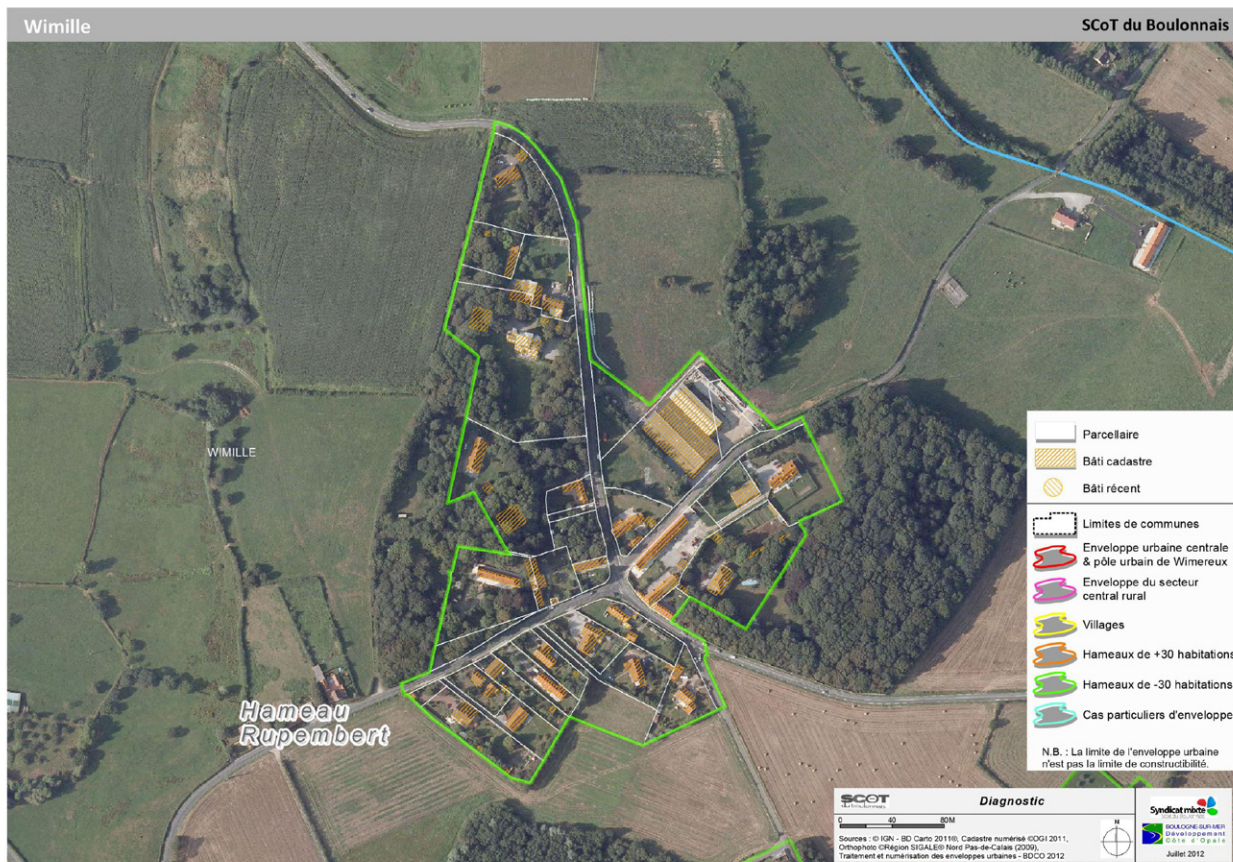 Wimille
SCoT du Boulonnais
WIMILLE
Hameau
Rupembert
Parcellaire
Bâti cadastre
Bâti récent
Limites de communes
Enveloppe urbaine centrale
& pôle urbain de Wimereux
Enveloppe du secteur
central rural
Villages
Hameaux de +30 habitations
Hameaux de -30 habitations
Cas particuliers d'enveloppe
N.B. : La limite de l'enveloppe urbaine
n'est pas la limite de constructibilité.
SCOT
du boulonnais
Diagnostic
0 40 80M
Sources : © IGN - BD Carto 2011®, Cadastre numérisé ©DGI 2011,
Orthophoto ©Région SIGALE® Nord Pas-de-Calais (2009),
Traitement et numérisation des enveloppes urbaines - BDCO 2012
N
Syndicat mixte
BOULOGNE-SUR-MER
Développement
Côte d'Opale
Juillet 2012